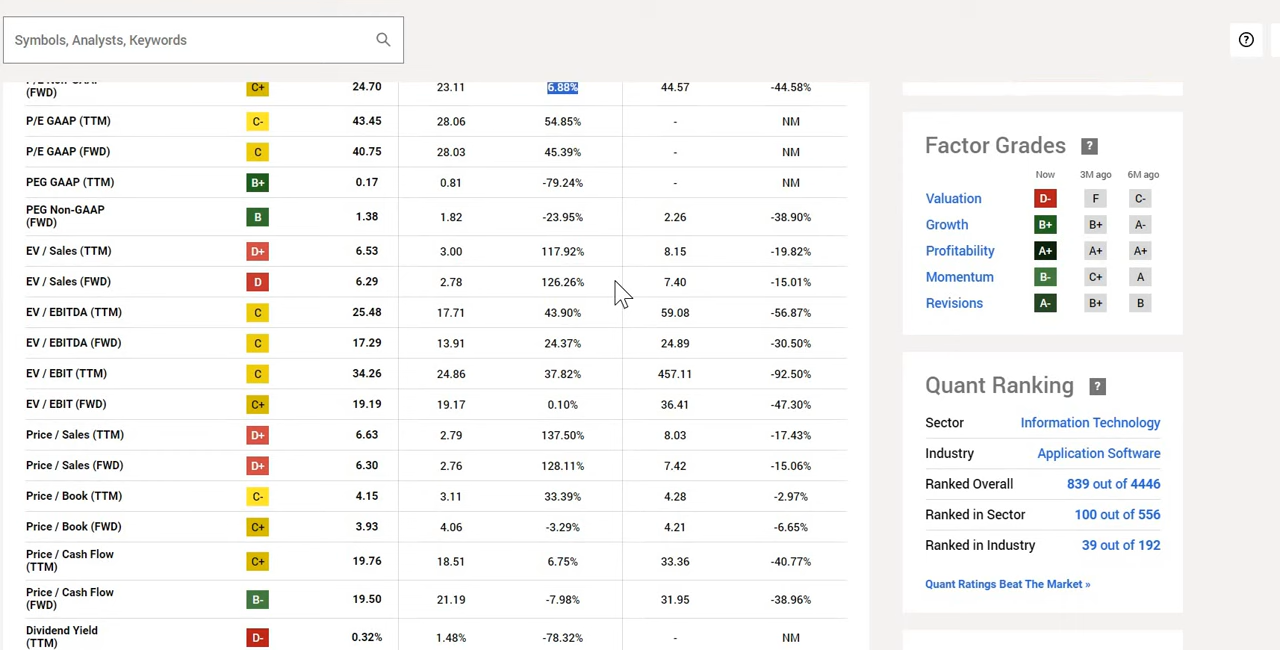 Symbols, Analysts, Keywords
(FWD) C+ 24.70 23.11 6.88% 44.57 -44.58%
P/E GAAP (TTM) C- 43.45 28.06 54.85% - NM
P/E GAAP (FWD) C 40.75 28.03 45.39% - NM
PEG GAAP (TTM) B+ 0.17 0.81 -79.24% - NM
PEG Non-GAAP
(FWD) B 1.38 1.82 -23.95% 2.26 -38.90%
EV / Sales (TTM) D+ 6.53 3.00 117.92% 8.15 -19.82%
EV / Sales (FWD) D 6.29 2.78 126.26% 7.40 -15.01%
EV / EBITDA (TTM) C 25.48 17.71 43.90% 59.08 -56.87%
EV / EBITDA (FWD) C 17.29 13.91 24.37% 24.89 -30.50%
EV / EBIT (TTM) C 34.26 24.86 37.82% 457.11 -92.50%
EV / EBIT (FWD) C+ 19.19 19.17 0.10% 36.41 -47.30%
Price / Sales (TTM) D+ 6.63 2.79 137.50% 8.03 -17.43%
Price / Sales (FWD) D+ 6.30 2.76 128.11% 7.42 -15.06%
Price / Book (TTM) C- 4.15 3.11 33.39% 4.28 -2.97%
Price / Book (FWD) C+ 3.93 4.06 -3.29% 4.21 -6.65%
Price / Cash Flow
(TTM) C+ 19.76 18.51 6.75% 33.36 -40.77%
Price / Cash Flow
(FWD) B- 19.50 21.19 -7.98% 31.95 -38.96%
Dividend Yield
(TTM) D- 0.32% 1.48% -78.32% - NM
Factor Grades ?
Now 3M ago 6M ago
Valuation D- F C-
Growth B+ B+ A-
Profitability A+ A+ A+
Momentum B- C+ A
Revisions A- B+ B
Quant Ranking ?
Sector Information Technology
Industry Application Software
Ranked Overall 839 out of 4446
Ranked in Sector 100 out of 556
Ranked in Industry 39 out of 192
Quant Ratings Beat The Market »